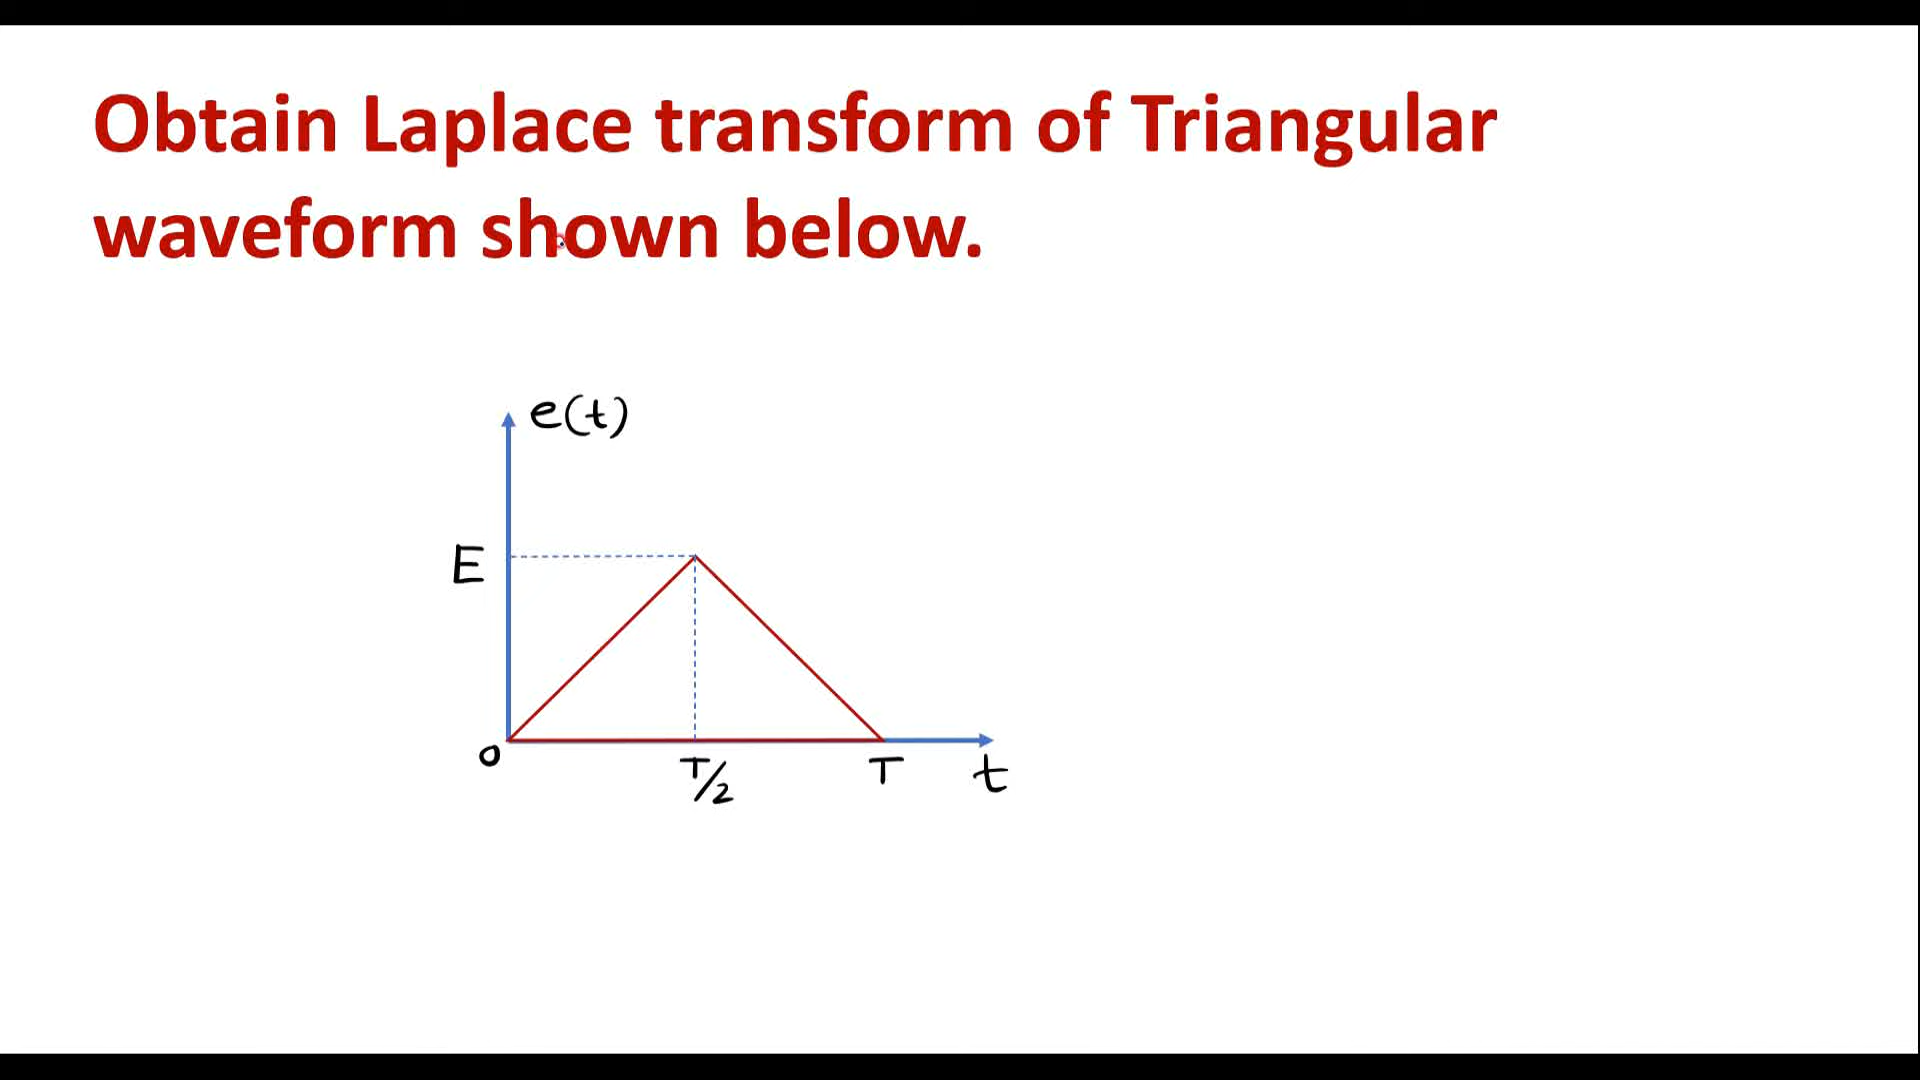 Obtain Laplace transform of Triangular
waveform shown below.
e(t)
E
0
T/2
T
t